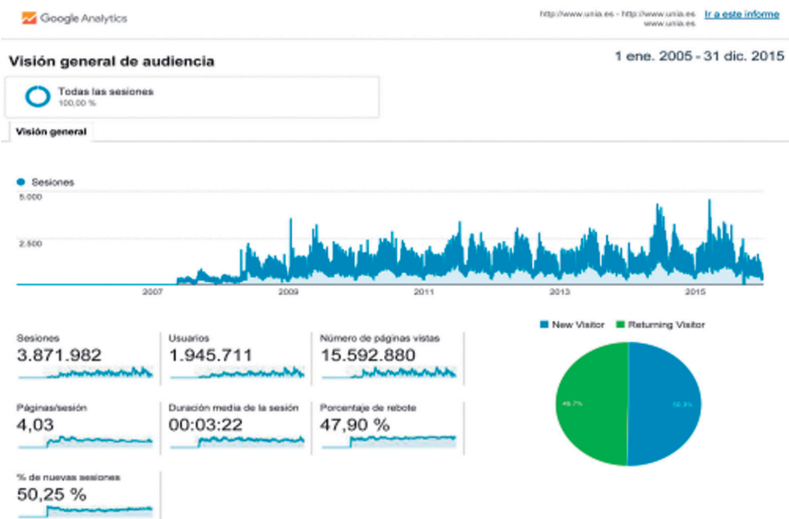 Google Analytics
http://www.unia.es - http://www.unia.es
www.unia.es
Ir a este informe
Visión general de audiencia
1 ene. 2005 - 31 dic. 2015
Todas las sesiones
100,00 %
Visión general
Sesiones
5.000
2.500
2007
2009
2011
2013
2015
Sesiones
3.871.982
Usuarios
1.945.711
Número de páginas vistas
15.592.880
Páginas/sesión
4,03
Duración media de la sesión
00:03:22
Porcentaje de rebote
47,90 %
% de nuevas sesiones
50,25 %
New Visitor
Returning Visitor
49,7%
50,3%